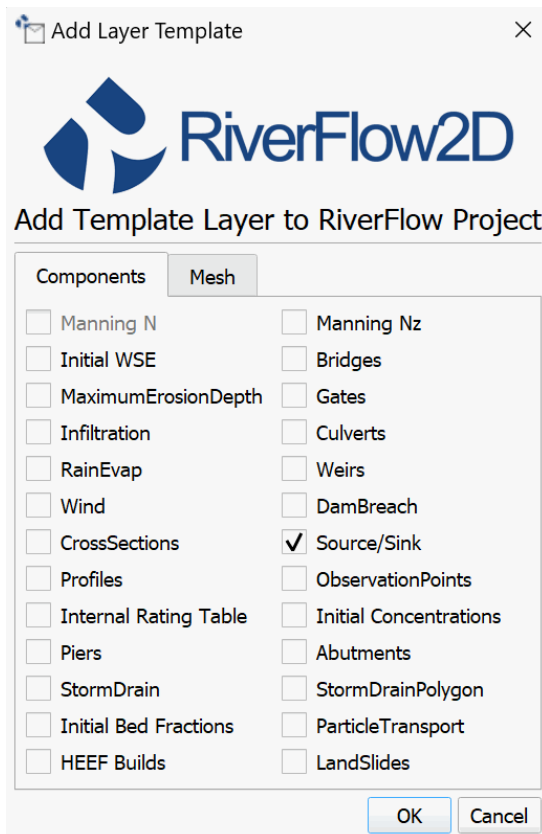 Add Layer Template
RiverFlow2D
Add Template Layer to RiverFlow Project
Components Mesh
Manning N Manning Nz
Initial WSE Bridges
MaximumErosionDepth Gates
Infiltration Culverts
RainEvap Weirs
Wind DamBreach
CrossSections Source/Sink
Profiles ObservationPoints
Internal Rating Table Initial Concentrations
Piers Abutments
StormDrain StormDrainPolygon
Initial Bed Fractions ParticleTransport
HEEF Builds LandSlides
OK Cancel